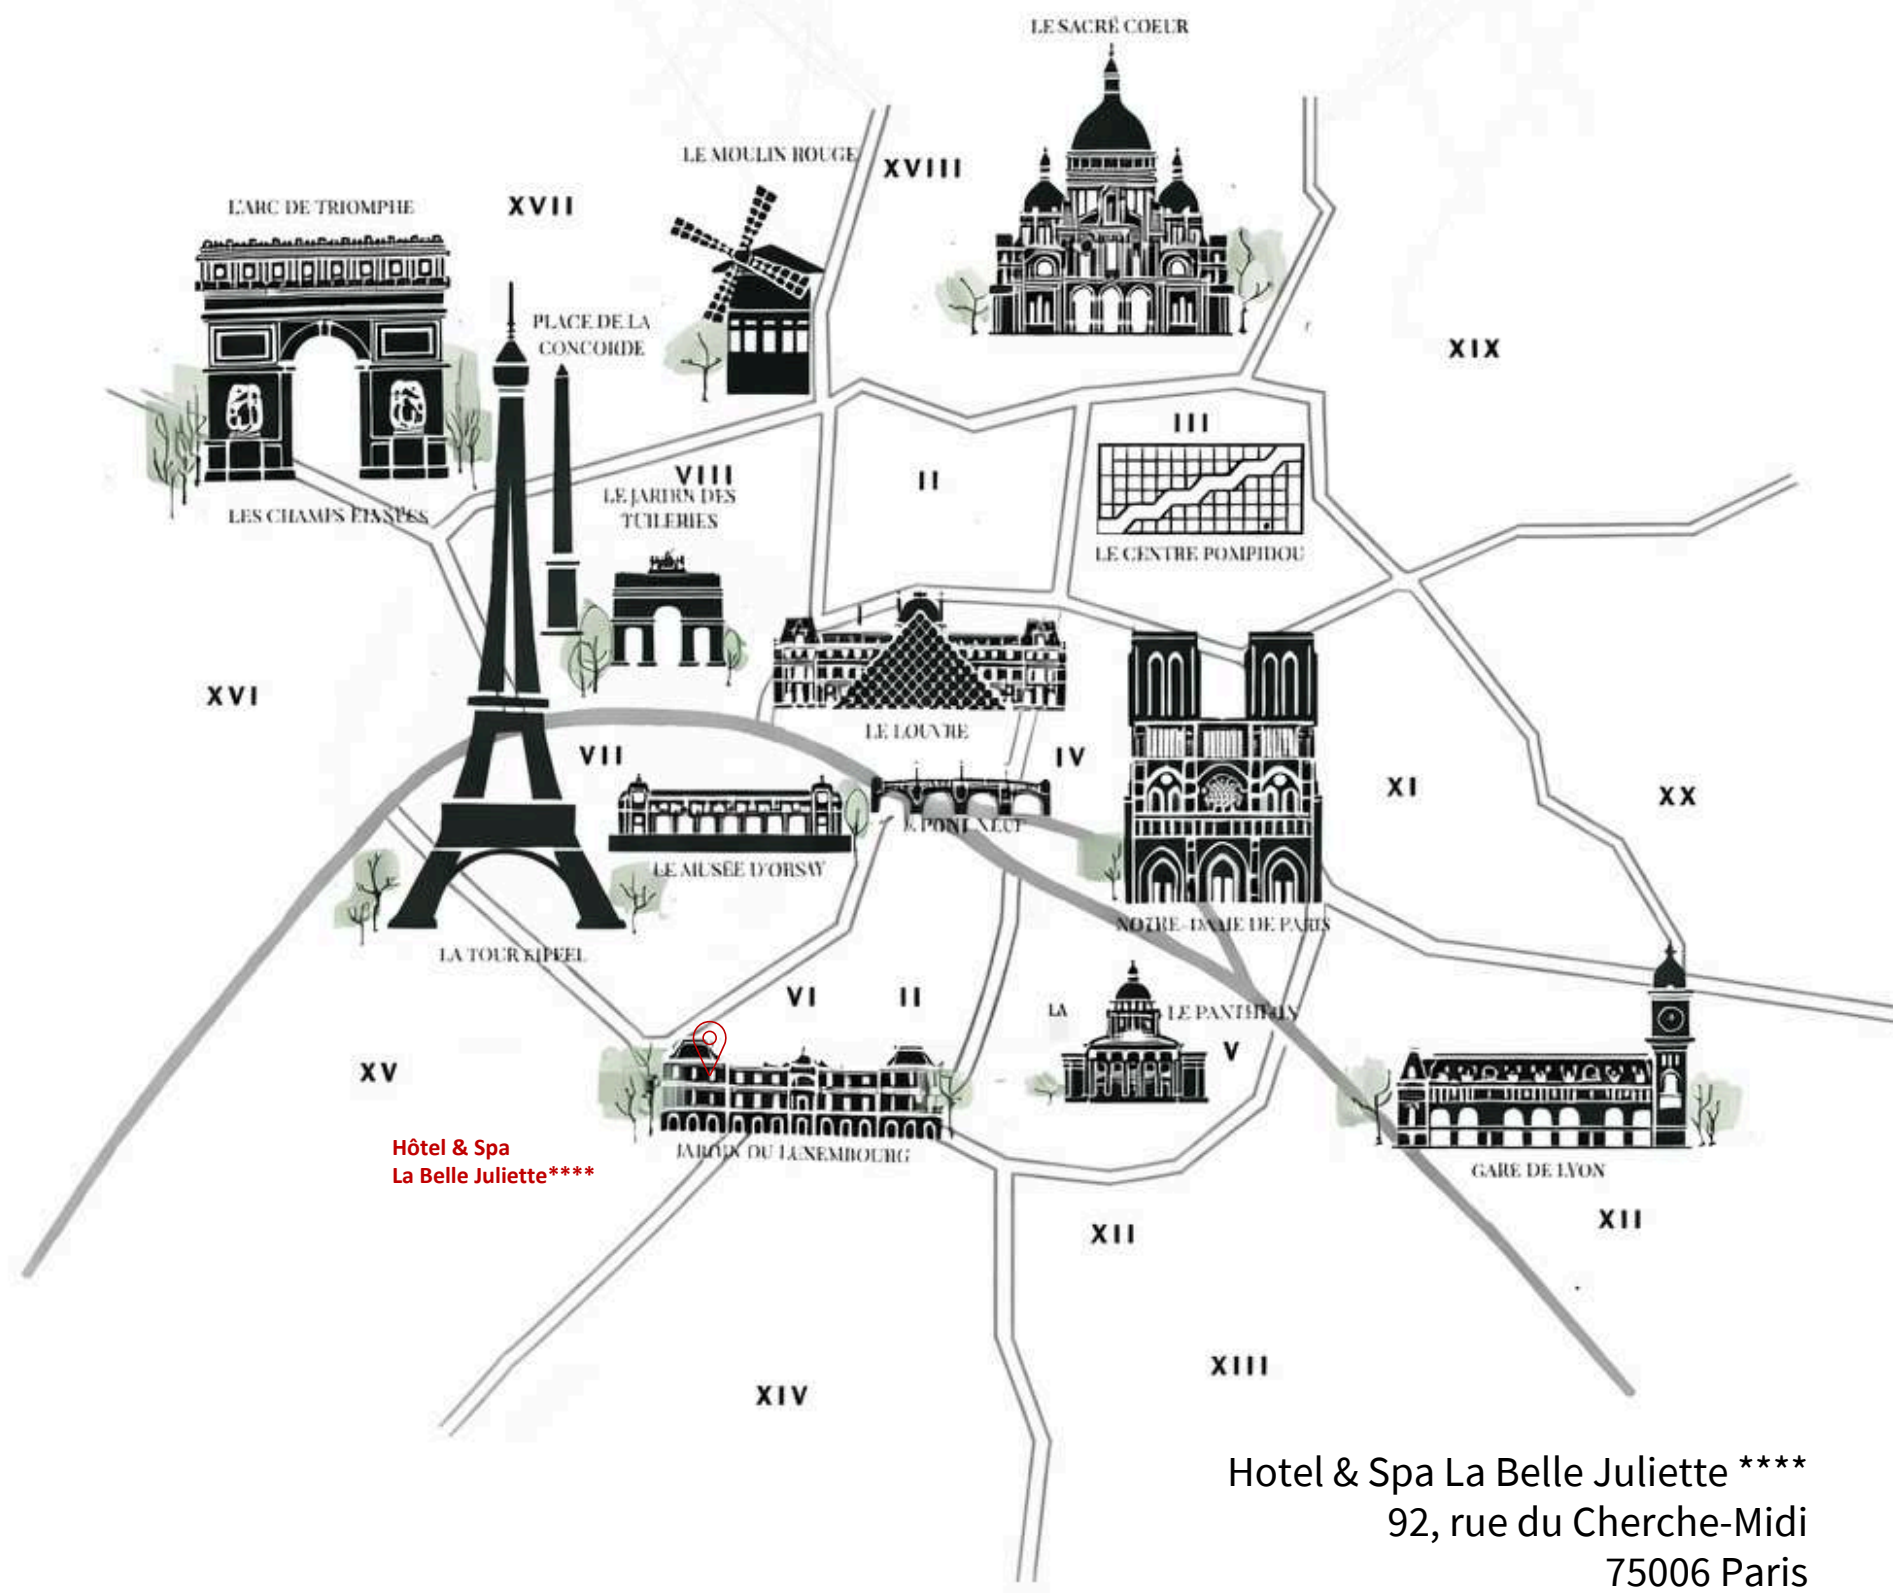 LE SACRÉ COEUR
LE MOULIN ROUGE
XVIII
L'ARC DE TRIOMPHE
XVII
PLACE DE LA
CONCORDE
XIX
III
VIII
II
LE JARDIN DES
TUILERIES
LES CHAMPS
LE CENTRE POMPIDOU
XVI
LE LOUVRE
VII
IV
XI
XX
PONT NEUF
LE MUSÉE D'ORSAY
NOTRE-DAME DE PARIS
LA TOUR EIFFEL
VI
II
LA
LE PANTHEON
V
XV
Hôtel & Spa
La Belle Juliette****
JARDIN DU LUXEMBOURG
GARE DE LYON
XII
XII
XIII
XIV
Hotel & Spa La Belle Juliette ****
92, rue du Cherche-Midi
75006 Paris